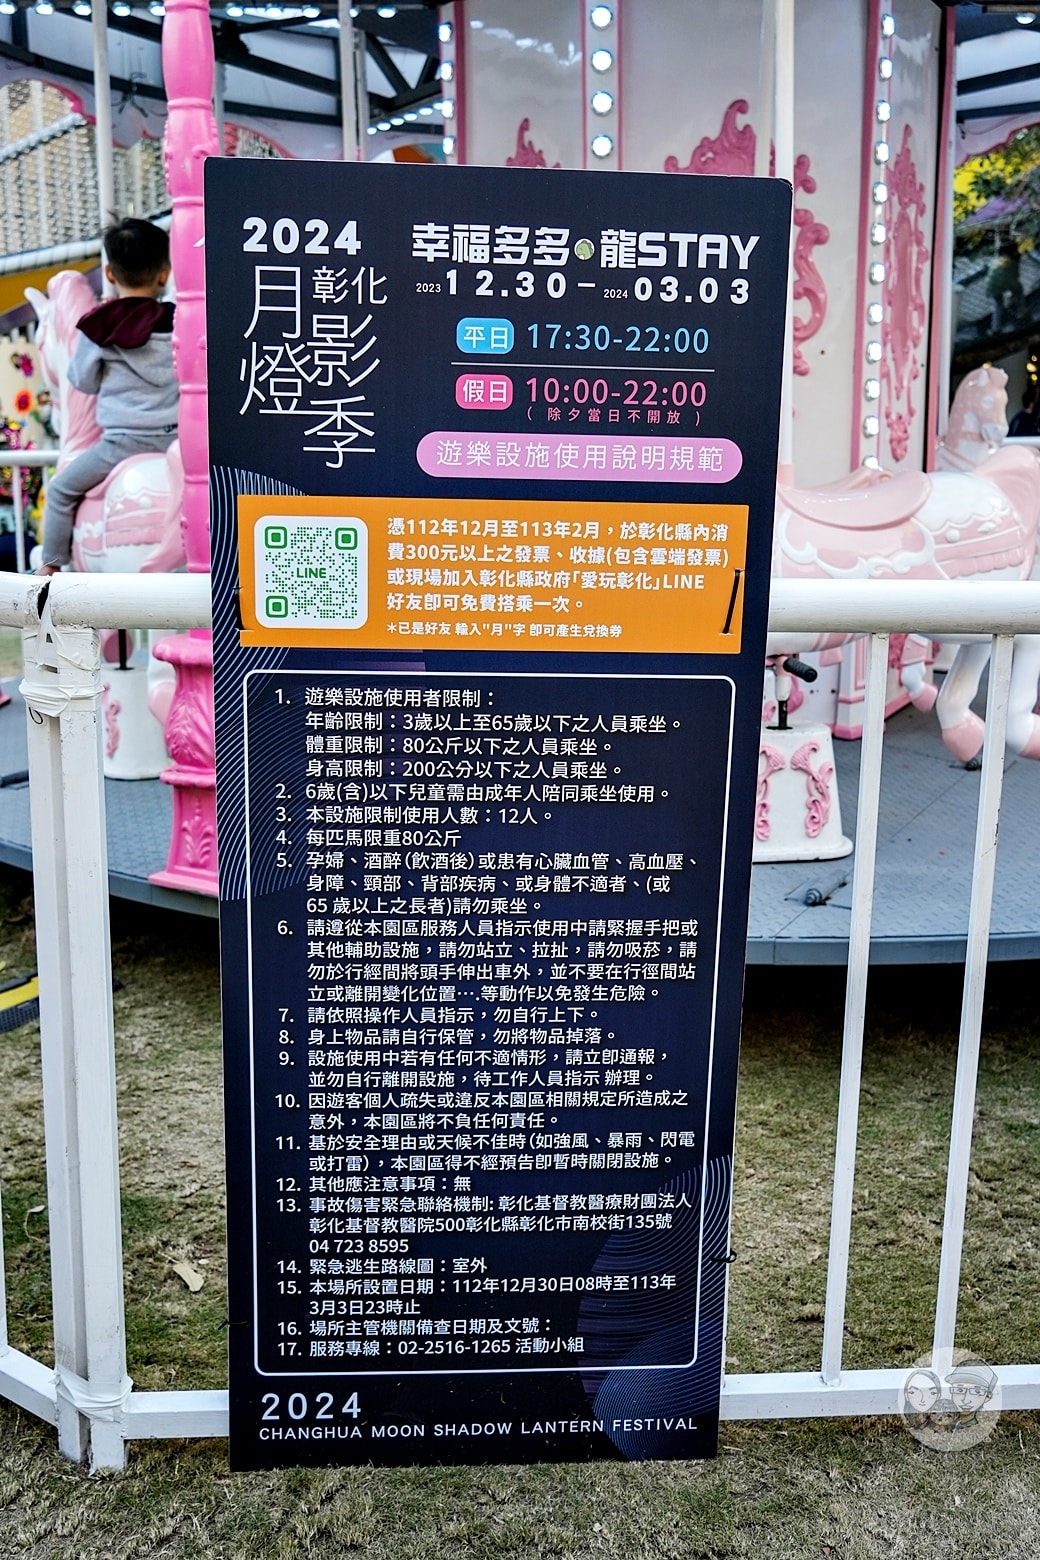 2024
彰化
月影
燈季
幸福多多 龍STAY
2023 12.30 - 2024 03.03
平日 17:30-22:00
假日 10:00-22:00
( 除夕當日不開放 )
遊樂設施使用說明規範
LINE
憑112年12月至113年2月，於彰化縣內消
費300元以上之發票、收據(包含雲端發票)
或現場加入彰化縣政府「愛玩彰化」LINE
好友即可免費搭乘一次。
*已是好友 輸入"月"字 即可產生兌換券
1. 遊樂設施使用者限制：
年齡限制：3歲以上至65歲以下之人員乘坐。
體重限制：80公斤以下之人員乘坐。
身高限制：200公分以下之人員乘坐。
2. 6歲(含)以下兒童需由成年人陪同乘坐使用。
3. 本設施限制使用人數：12人。
4. 每匹馬限重80公斤
5. 孕婦、酒醉(飲酒後)或患有心臟血管、高血壓、
身障、頸部、背部疾病、或身體不適者、(或
65 歲以上之長者)請勿乘坐。
6. 請遵從本園區服務人員指示使用中請緊握手把或
其他輔助設施，請勿站立、拉扯，請勿吸菸，請
勿於行經間將頭手伸出車外，並不要在行徑間站
立或離開變化位置….等動作以免發生危險。
7. 請依照操作人員指示，勿自行上下。
8. 身上物品請自行保管，勿將物品掉落。
9. 設施使用中若有任何不適情形，請立即通報，
並勿自行離開設施，待工作人員指示 辦理。
10. 因遊客個人疏失或違反本園區相關規定所造成之
意外，本園區將不負任何責任。
11. 基於安全理由或天候不佳時(如強風、暴雨、閃電
或打雷)，本園區得不經預告即暫時關閉設施。
12. 其他應注意事項：無
13. 事故傷害緊急聯絡機制: 彰化基督教醫療財團法人
彰化基督教醫院500彰化縣彰化市南校街135號
04 723 8595
14. 緊急逃生路線圖：室外
15. 本場所設置日期：112年12月30日08時至113年
3月3日23時止
16. 場所主管機關備查日期及文號：
17. 服務專線：02-2516-1265 活動小組
2024
CHANGHUA MOON SHADOW LANTERN FESTIVAL